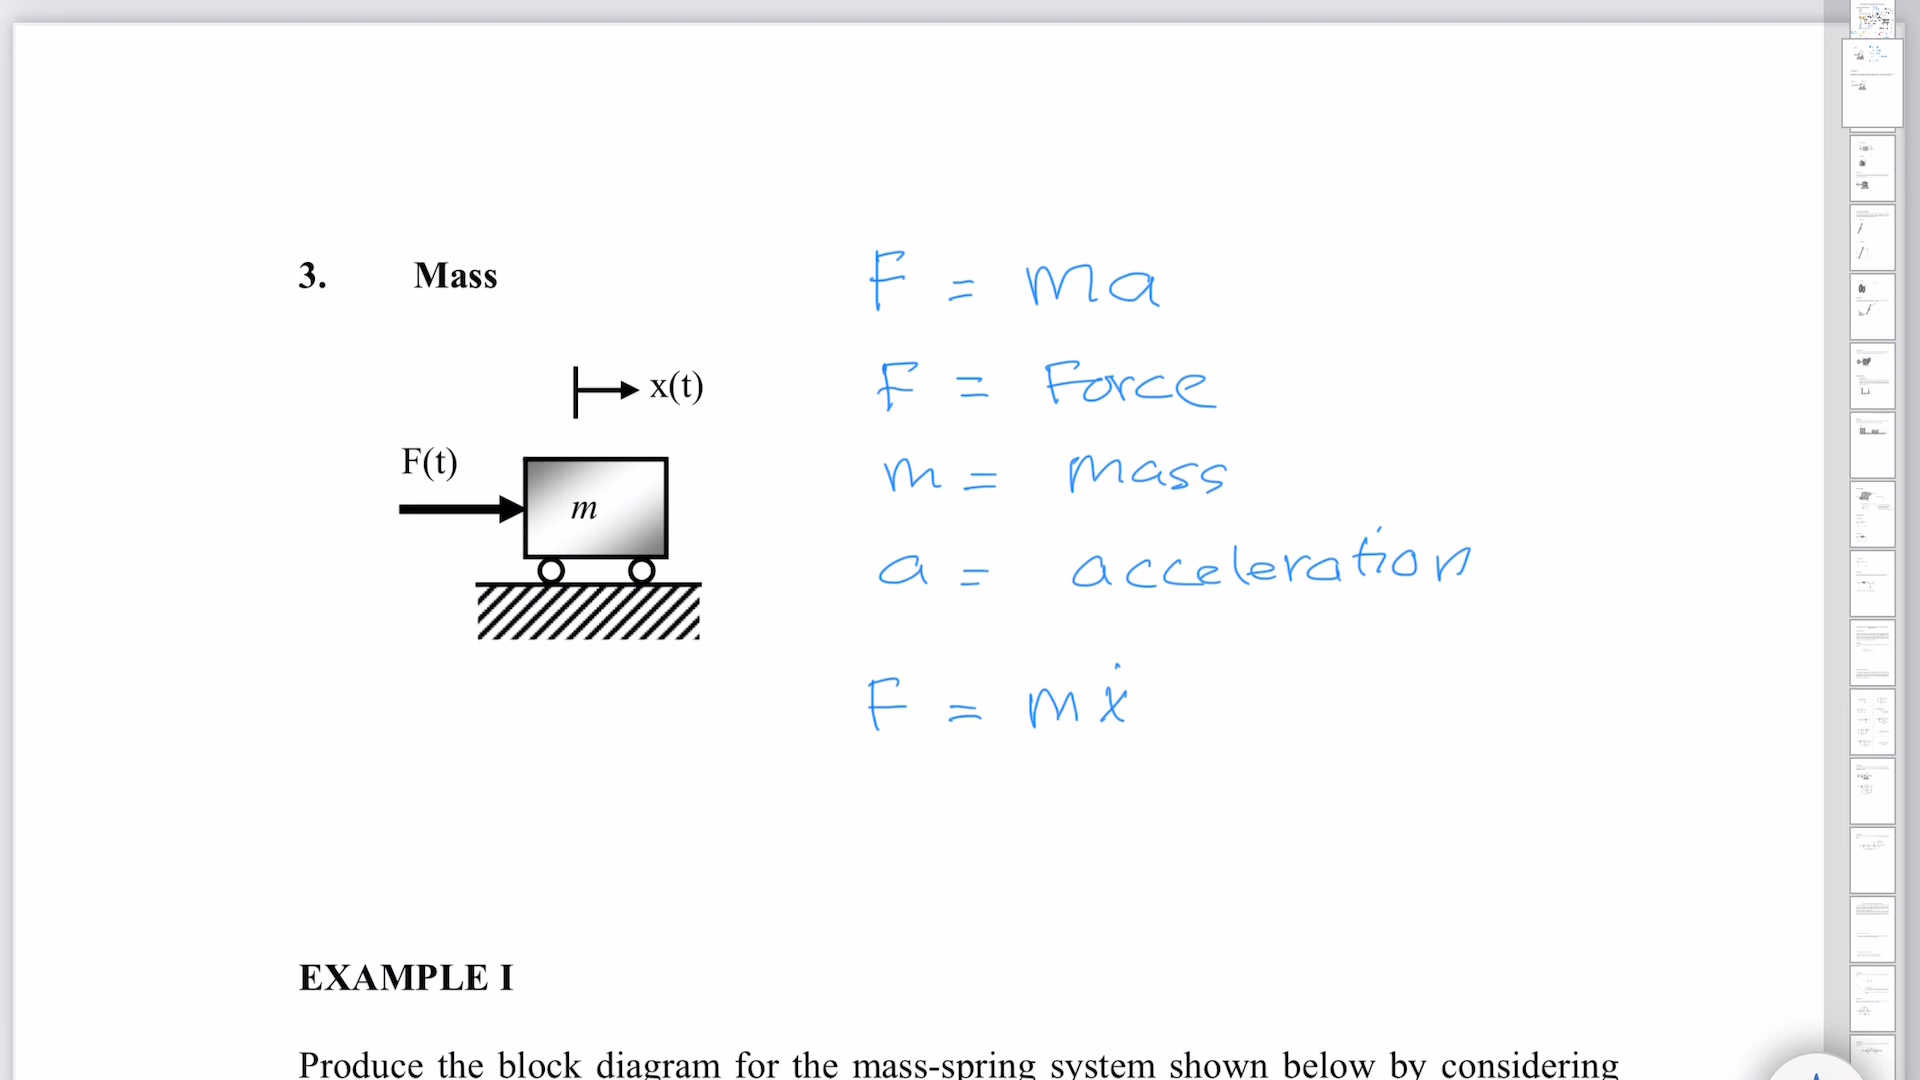 3. Mass
F = ma
x(t)
F = Force
F(t)
m = mass
m
a = acceleration
F = mẋ
EXAMPLE I
Produce the block diagram for the mass-spring system shown below by considering